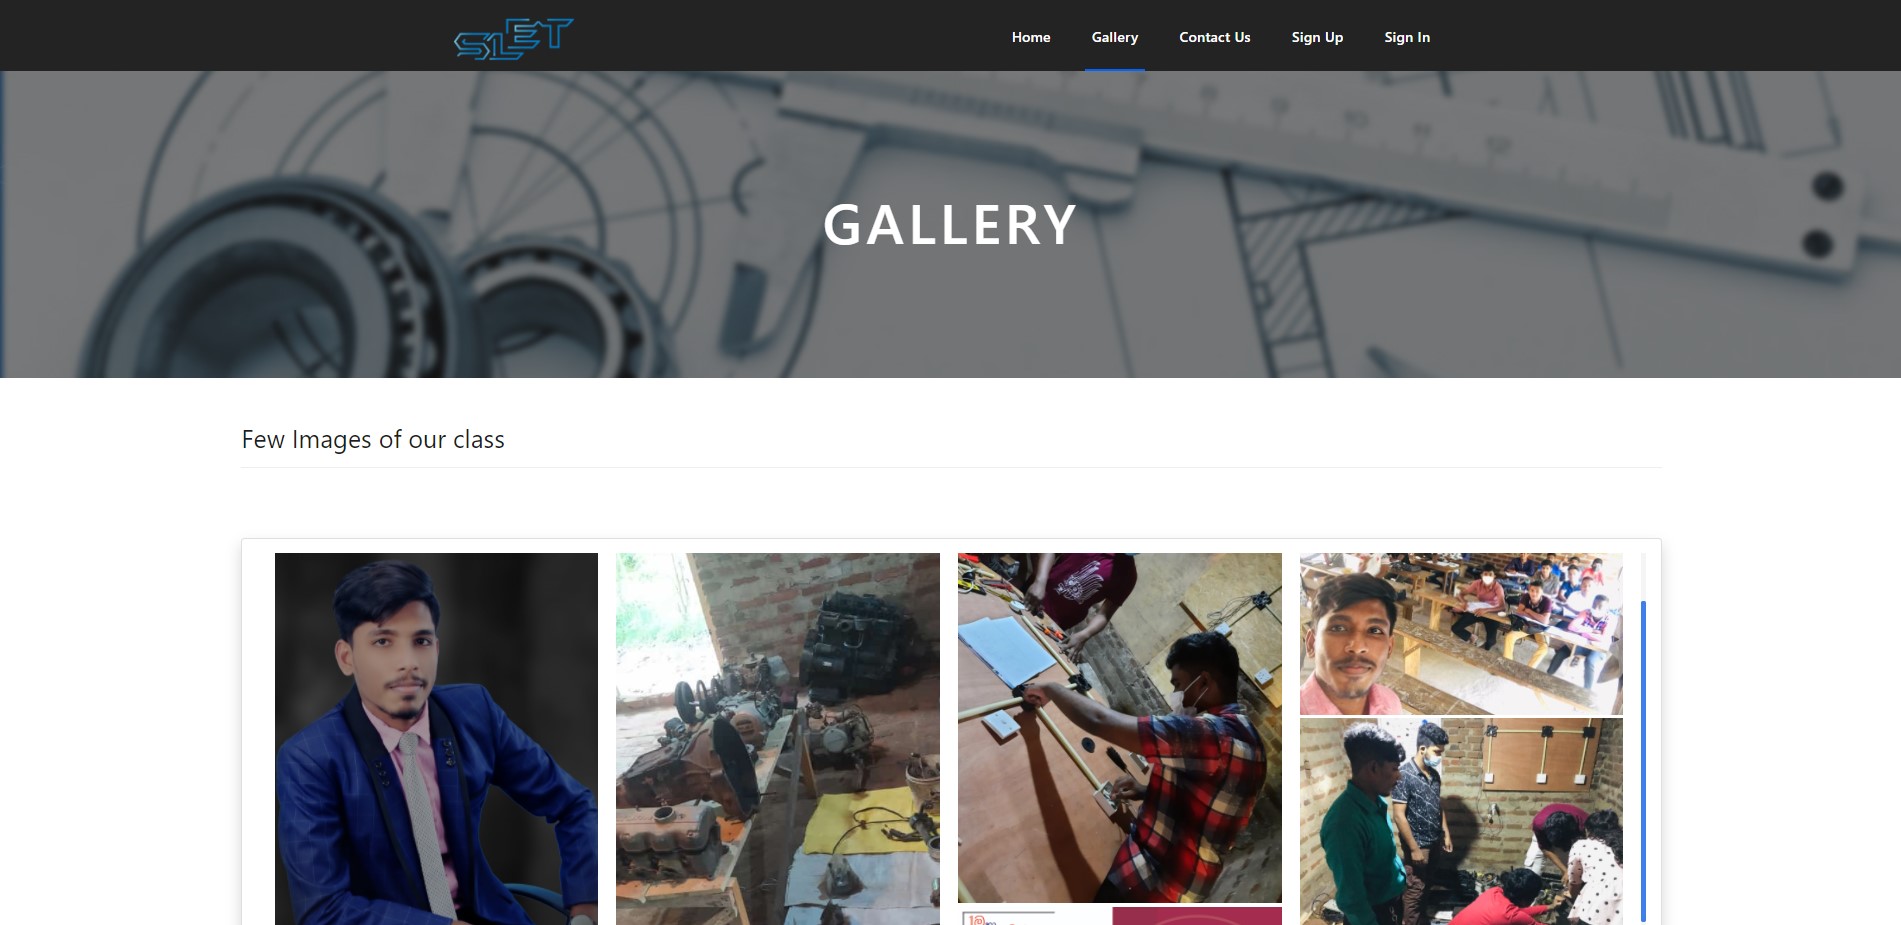 SLET
Home
Gallery
Contact Us
Sign Up
Sign In
GALLERY
Few Images of our class